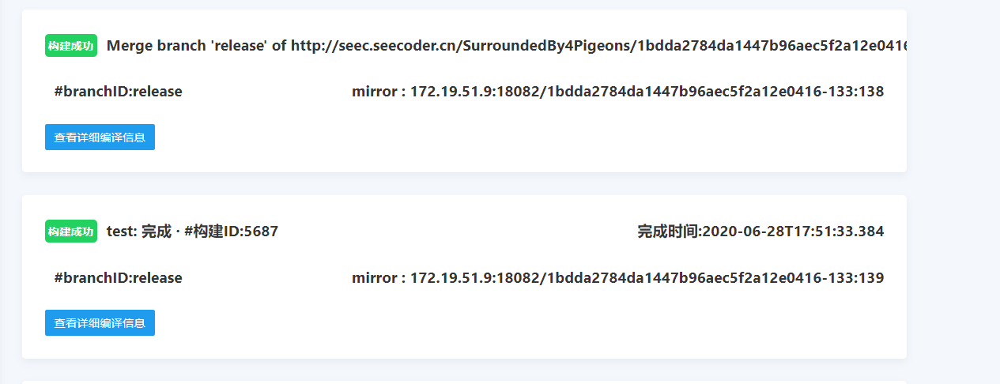 构建成功 Merge branch 'release' of http://seec.seecoder.cn/SurroundedBy4Pigeons/1bdda2784da1447b96aec5f2a12e0416
#branchID:release mirror : 172.19.51.9:18082/1bdda2784da1447b96aec5f2a12e0416-133:138
查看详细编译信息
构建成功 test: 完成 · #构建ID:5687 完成时间:2020-06-28T17:51:33.384
#branchID:release mirror : 172.19.51.9:18082/1bdda2784da1447b96aec5f2a12e0416-133:139
查看详细编译信息